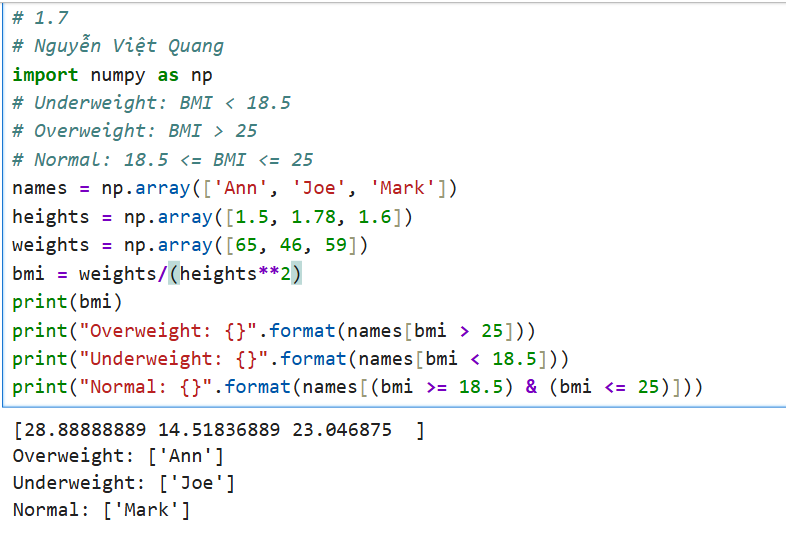 # 1.7
# Nguyễn Việt Quang
import numpy as np
# Underweight: BMI < 18.5
# Overweight: BMI > 25
# Normal: 18.5 <= BMI <= 25
names = np.array(['Ann', 'Joe', 'Mark'])
heights = np.array([1.5, 1.78, 1.6])
weights = np.array([65, 46, 59])
bmi = weights/(heights**2)
print(bmi)
print("Overweight: {}".format(names[bmi > 25]))
print("Underweight: {}".format(names[bmi < 18.5]))
print("Normal: {}".format(names[(bmi >= 18.5) & (bmi <= 25)]))
[28.88888889 14.51836889 23.046875  ]
Overweight: ['Ann']
Underweight: ['Joe']
Normal: ['Mark']